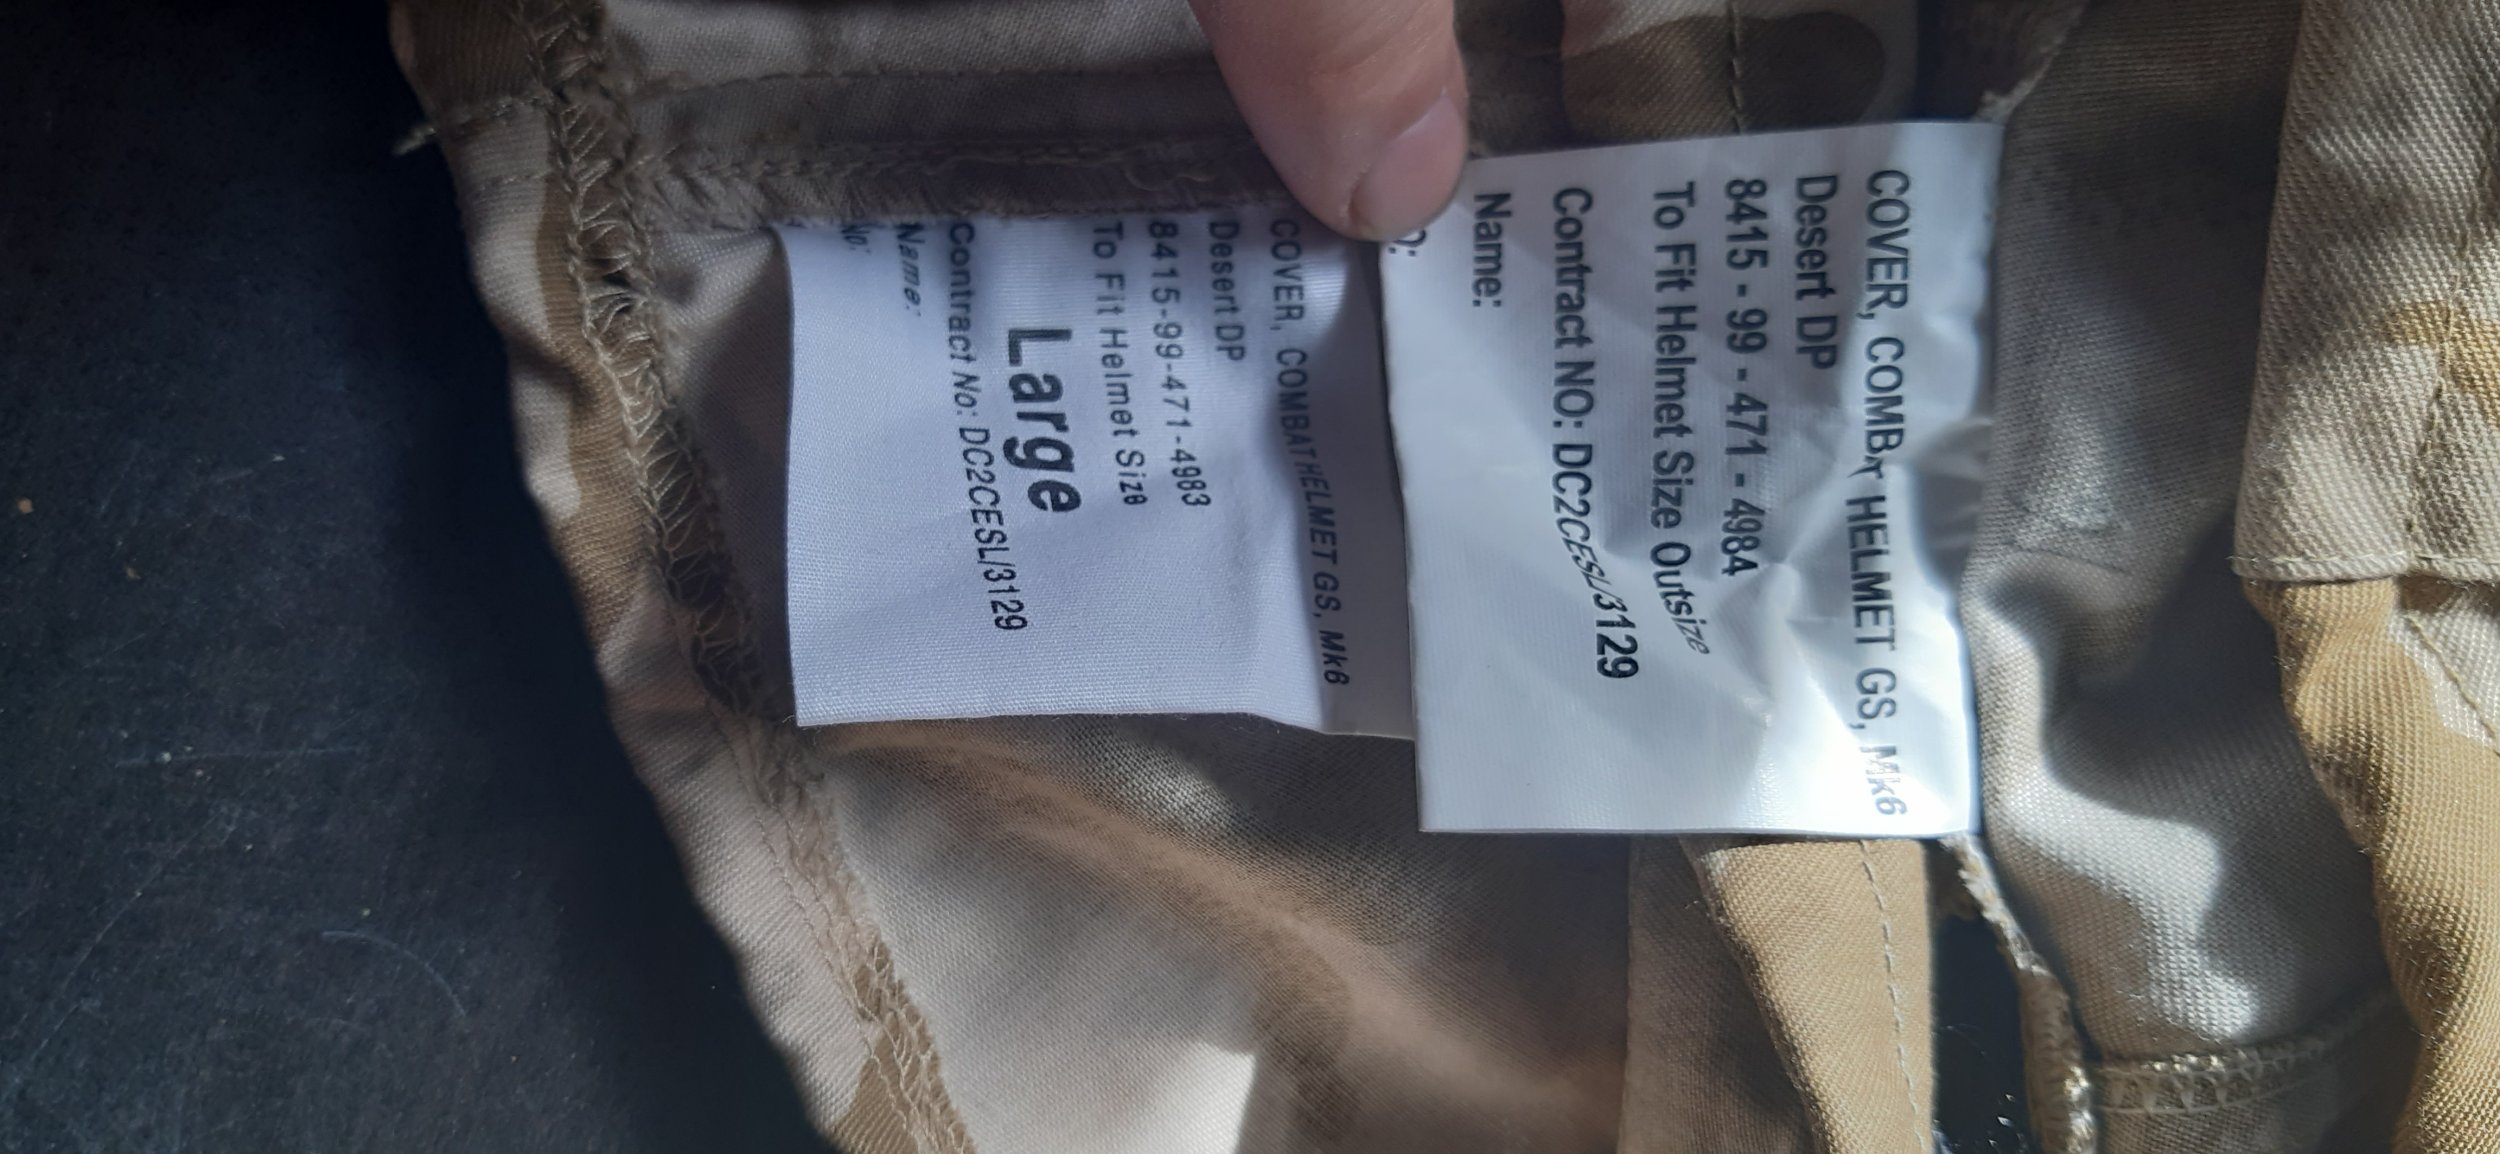 COVER, COMBAT HELMET GS, Mk6
Desert DP
8415 - 99 - 471 - 4984
To Fit Helmet Size Outsize
Contract NO: DC2CESL/3129
Name:
COVER, COMBAT HELMET GS, Mk6
Desert DP
8415-99-471-4983
To Fit Helmet Size
Large
Contract No: DC2CESL/3129
Name:
No: